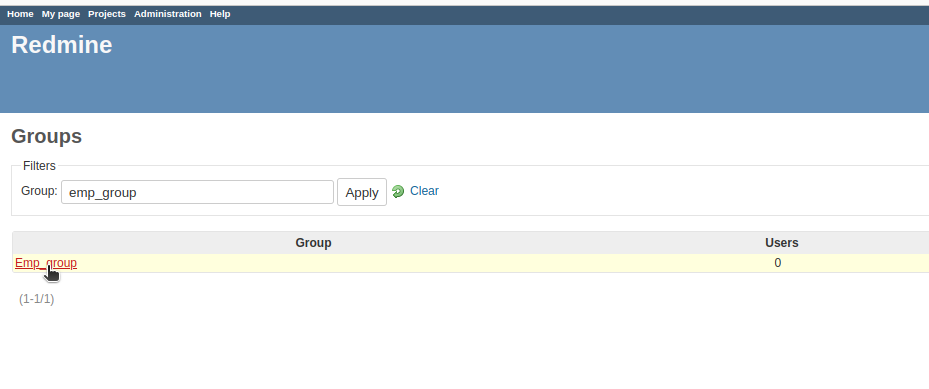 Home My page Projects Administration Help
Redmine
Groups
Filters
Group: emp_group Apply Clear
Group Users
Emp_group 0
(1-1/1)